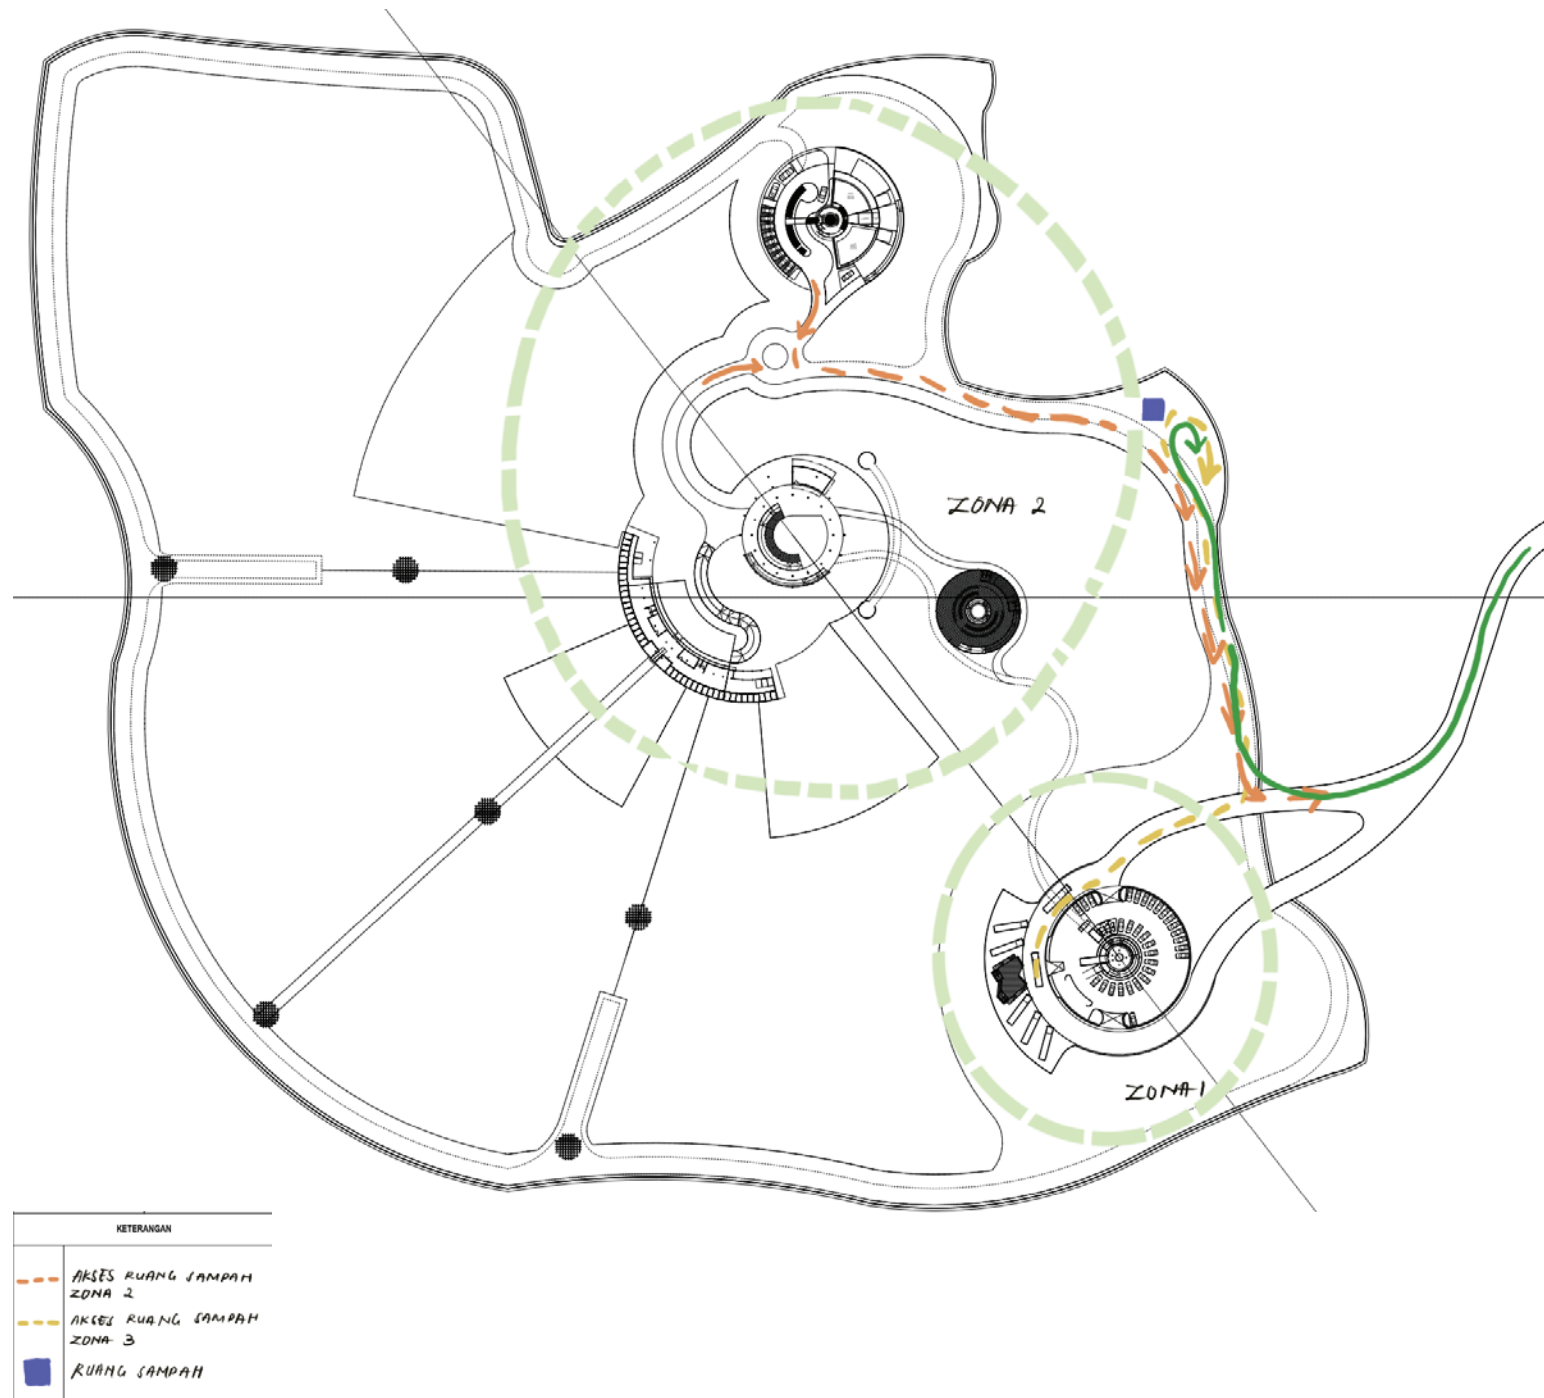 ZONA 2
ZONA 1
KETERANGAN
AKSES RUANG SAMPAH
ZONA 2
AKSES RUANG SAMPAH
ZONA 3
RUANG SAMPAH